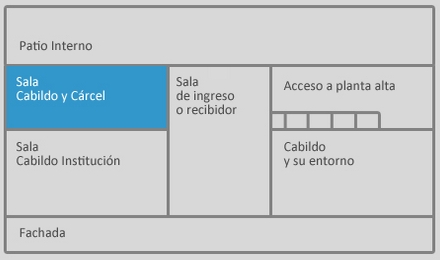 Patio Interno
Sala
Cabildo y Cárcel
Sala
de ingreso
o recibidor
Acceso a planta alta
Sala
Cabildo Institución
Cabildo
y su entorno
Fachada